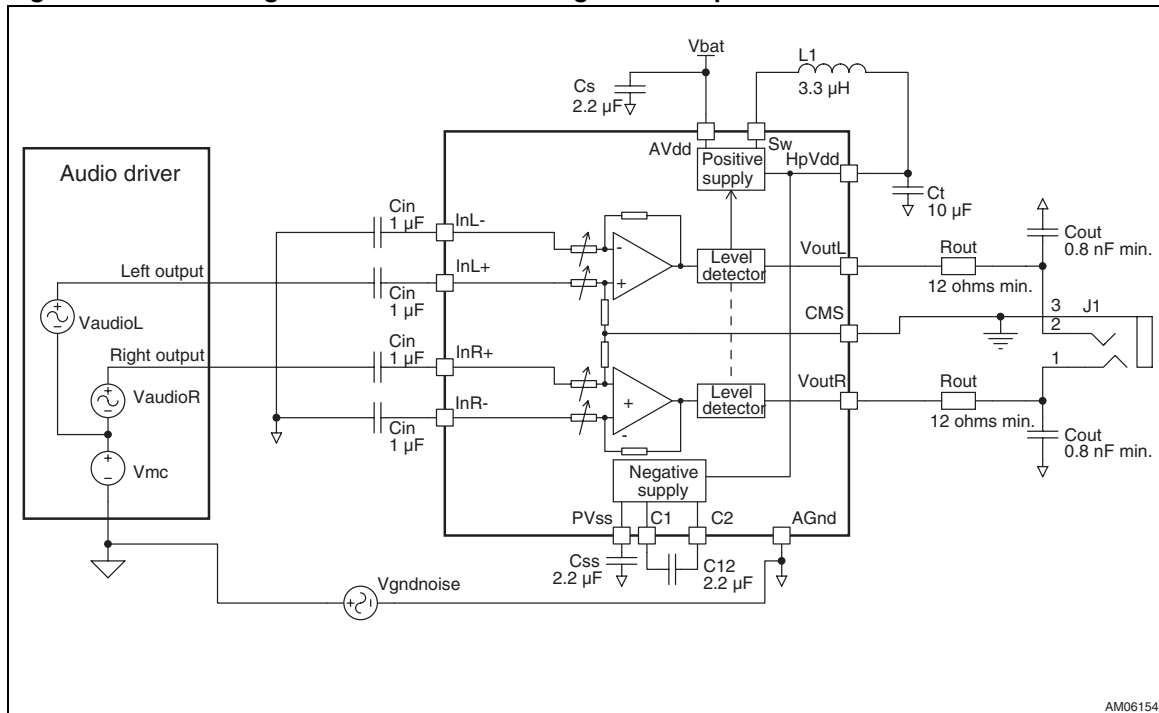 Vbat
L1
3.3 µH
Cs
2.2 µF
AVdd
Sw
Positive
supply
HpVdd
Ct
10 µF
Audio driver
Cin
1 µF
InL-
-
Level
detector
VoutL
Rout
12 ohms min.
Cout
0.8 nF min.
Left output
Cin
1 µF
InL+
+
VaudioL
CMS
3
2
J1
Right output
Cin
1 µF
InR+
1
VaudioR
+
Level
detector
VoutR
Rout
12 ohms min.
InR-
-
Cin
1 µF
Cout
0.8 nF min.
Vmc
Negative
supply
PVss
C1
C2
AGnd
Css
2.2 µF
C12
2.2 µF
Vgndnoise
AM06154